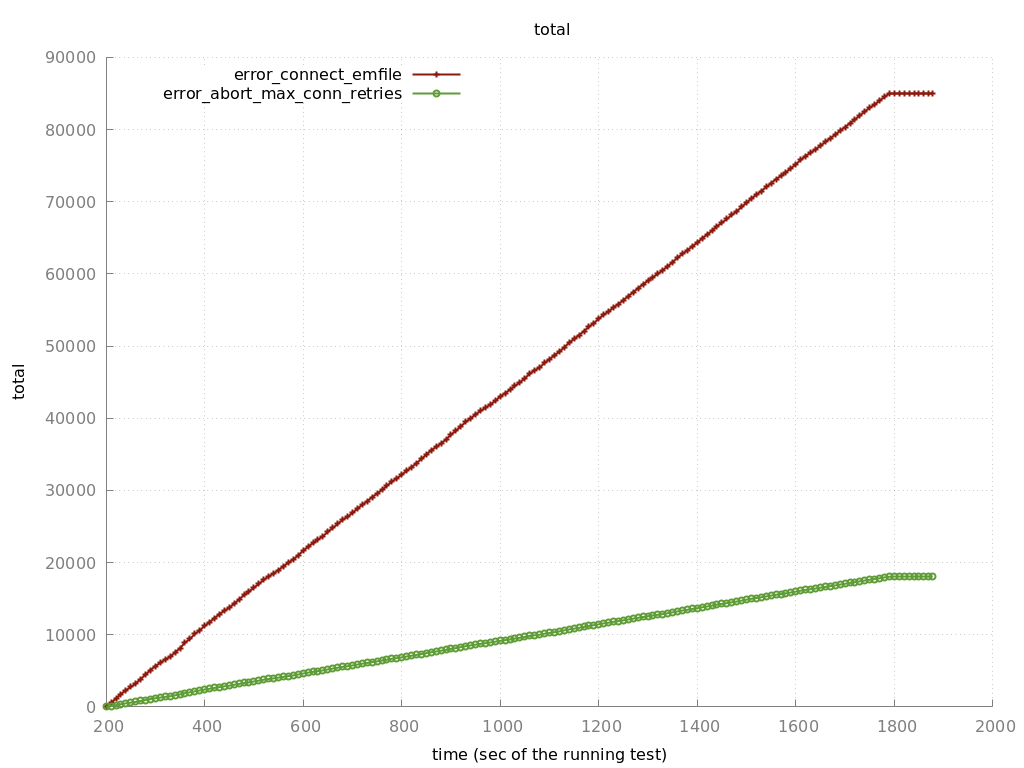 total
error_connect_emfile
error_abort_max_conn_retries
90000
80000
70000
60000
50000
40000
30000
20000
10000
0
total
200 400 600 800 1000 1200 1400 1600 1800 2000
time (sec of the running test)